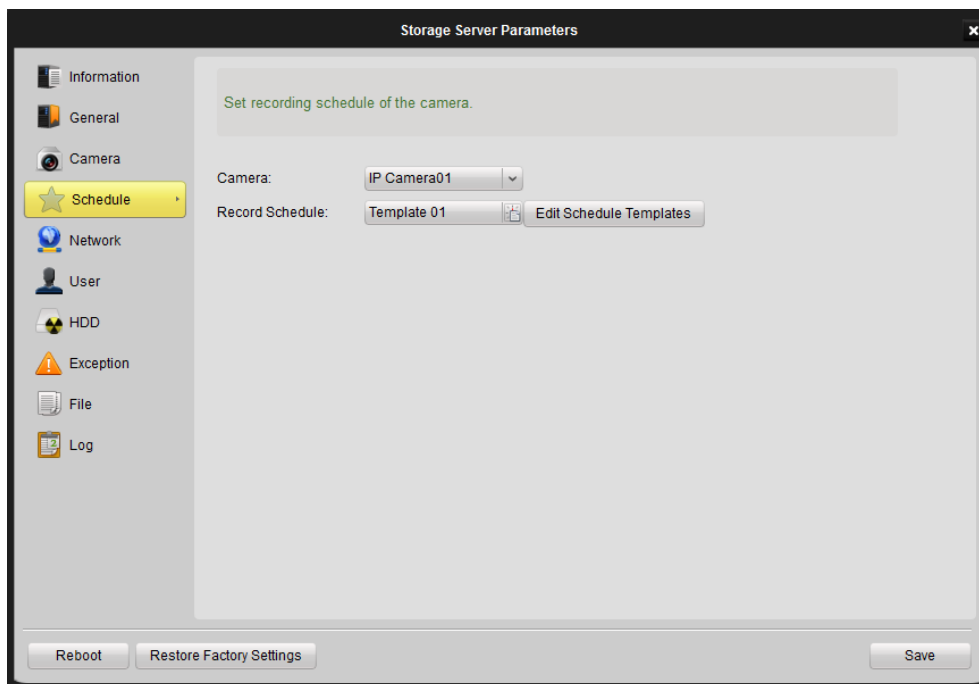 Storage Server Parameters
Information
General
Camera
Schedule
Network
User
HDD
Exception
File
Log
Set recording schedule of the camera.
Camera: IP Camera01
Record Schedule: Template 01 Edit Schedule Templates
Reboot Restore Factory Settings Save